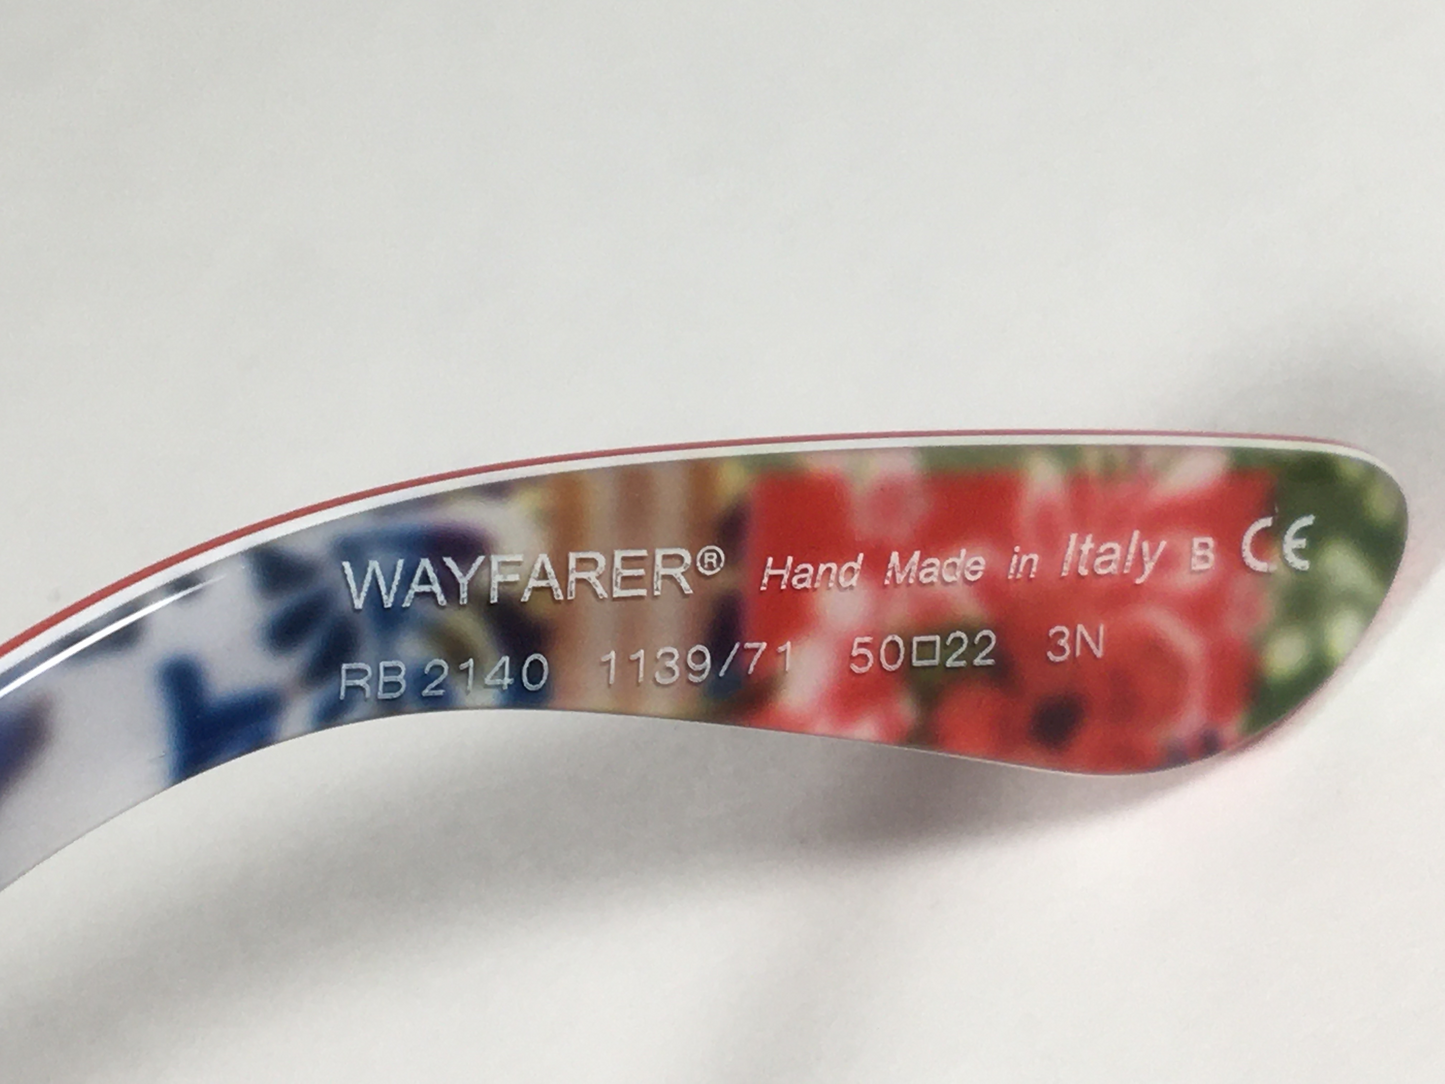 WAYFARER® Hand Made in Italy B CE
RB 2140 1139/71 50□22 3N